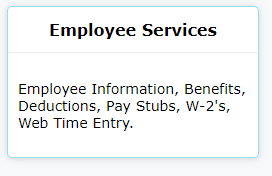 Employee Services
Employee Information, Benefits,
Deductions, Pay Stubs, W-2's,
Web Time Entry.